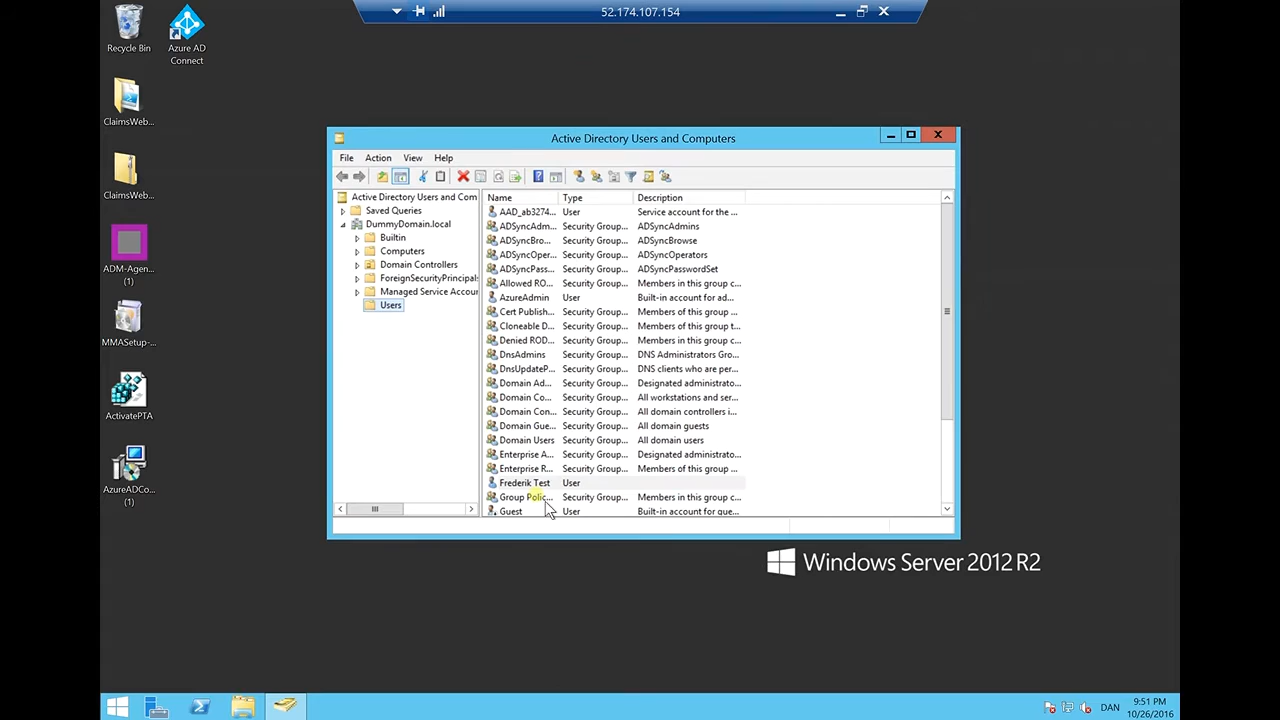 52.174.107.154
Recycle Bin
Azure AD
Connect
ClaimsWeb...
ClaimsWeb...
ADM-Agen...
(1)
MMASetup-...
ActivatePTA
AzureADCo...
(1)
Active Directory Users and Computers
File Action View Help
Active Directory Users and Com
Saved Queries
DummyDomain.local
Builtin
Computers
Domain Controllers
ForeignSecurityPrincipals
Managed Service Accour
Users
Name Type Description
AAD_ab3274... User Service account for the ...
ADSyncAdm... Security Group... ADSyncAdmins
ADSyncBro... Security Group... ADSyncBrowse
ADSyncOper... Security Group... ADSyncOperators
ADSyncPass... Security Group... ADSyncPasswordSet
Allowed RO... Security Group... Members in this group c...
AzureAdmin User Built-in account for ad...
Cert Publish... Security Group... Members of this group ...
Cloneable D... Security Group... Members of this group t...
Denied ROD... Security Group... Members in this group c...
DnsAdmins Security Group... DNS Administrators Gro...
DnsUpdateP... Security Group... DNS clients who are per...
Domain Ad... Security Group... Designated administrato...
Domain Co... Security Group... All workstations and ser...
Domain Con... Security Group... All domain controllers i...
Domain Gue... Security Group... All domain guests
Domain Users Security Group... All domain users
Enterprise A... Security Group... Designated administrato...
Enterprise R... Security Group... Members of this group ...
Frederik Test User
Group Polic... Security Group... Members in this group c...
Guest User Built-in account for gue...
Windows Server 2012 R2
DAN
9:51 PM
10/26/2016